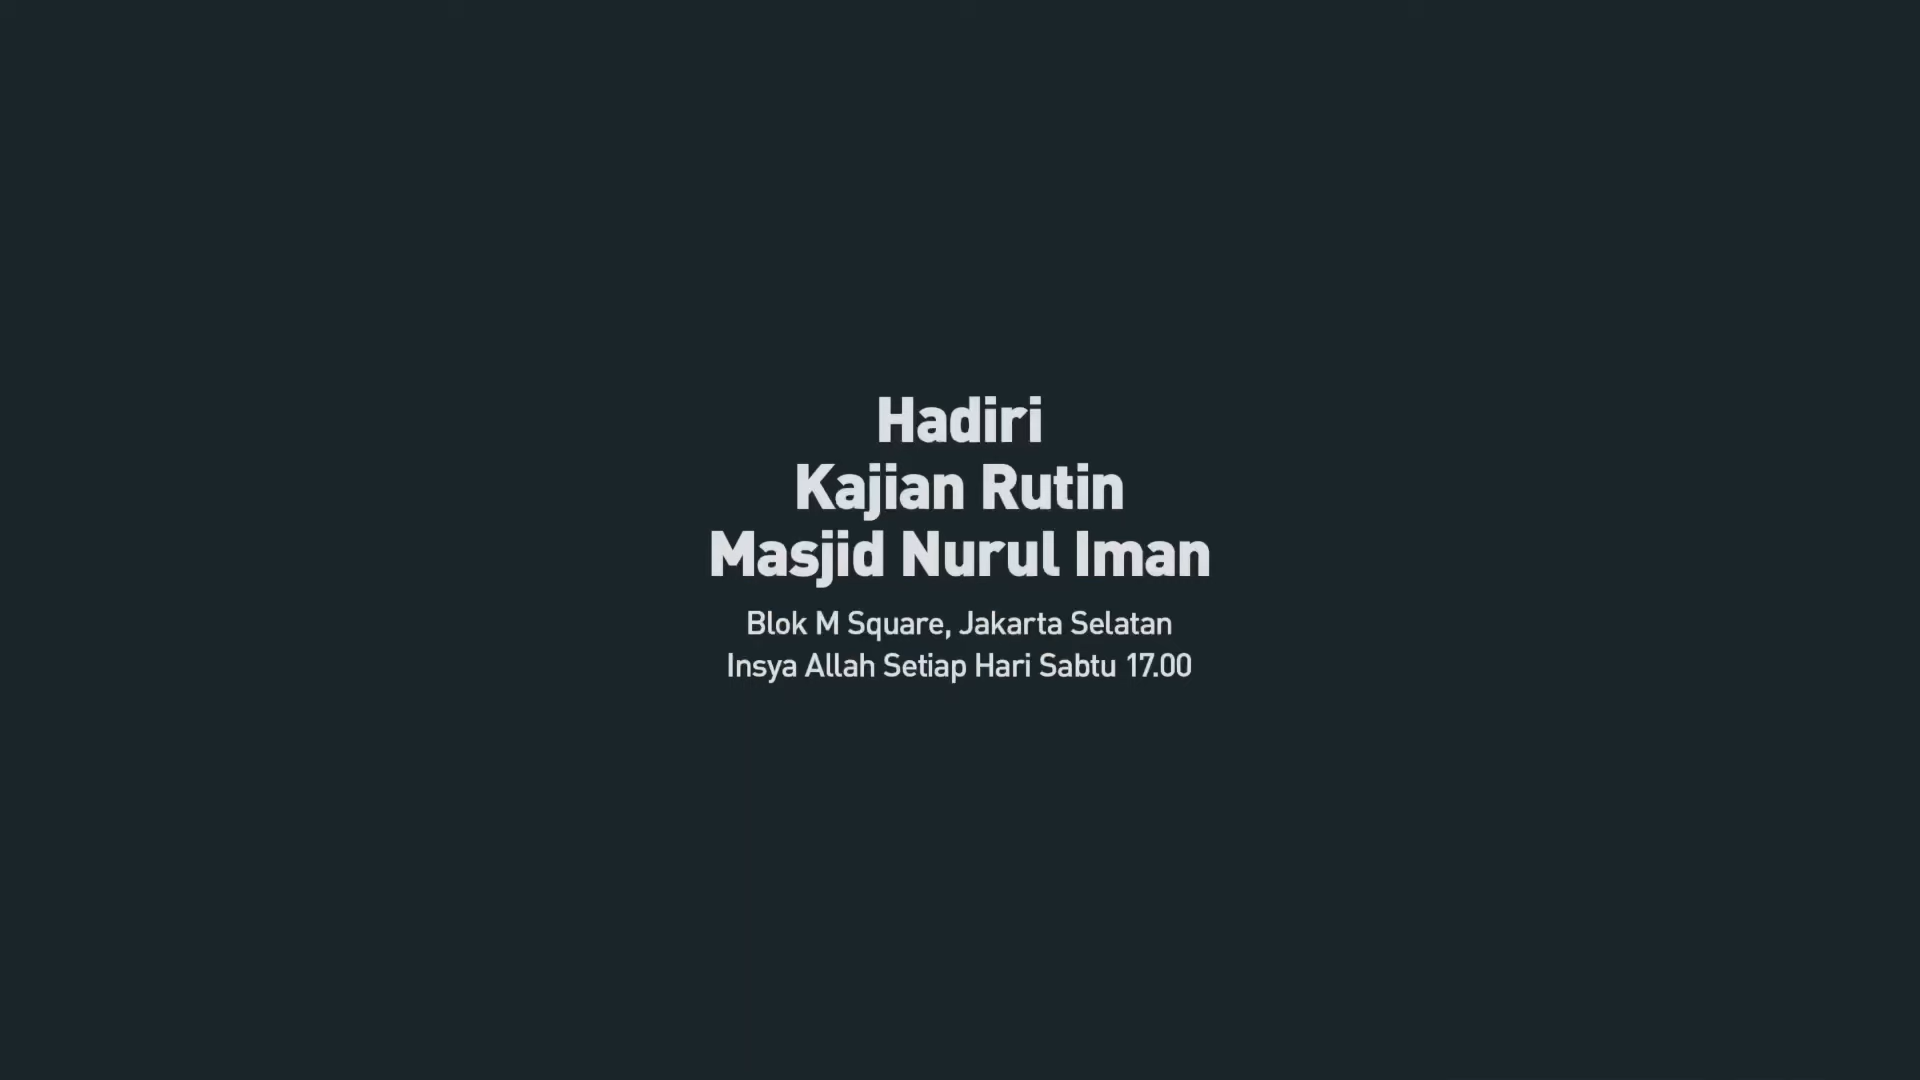 Hadiri
Kajian Rutin
Masjid Nurul Iman
Blok M Square, Jakarta Selatan
Insya Allah Setiap Hari Sabtu 17.00